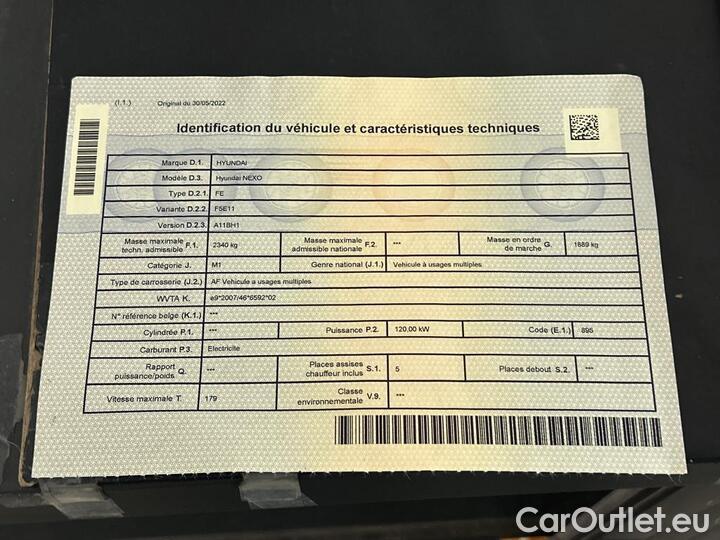 (I.1.) Original du 30/05/2022
Identification du véhicule et caractéristiques techniques
Marque D.1. HYUNDAI
Modèle D.3. Hyundai NEXO
Type D.2.1. FE
Variante D.2.2. F5E11
Version D.2.3. A11BH1
Masse maximale techn. admissible F.1. 2340 kg Masse maximale admissible nationale F.2. *** Masse en ordre de marche G. 1889 kg
Catégorie J. M1 Genre national (J.1.) Véhicule à usages multiples
Type de carrosserie (J.2.) AF Véhicule à usages multiples
WVTA K. e9*2007/46*6592*02
N° référence belge (K.1.) ***
Cylindrée P.1. *** Puissance P.2. 120,00 kW Code (E.1.) 895
Carburant P.3. Electricite
Rapport puissance/poids Q. *** Places assises chauffeur inclus S.1. 5 Places debout S.2. ***
Vitesse maximale T. 179 Classe environnementale V.9. ***
CarOutlet.eu